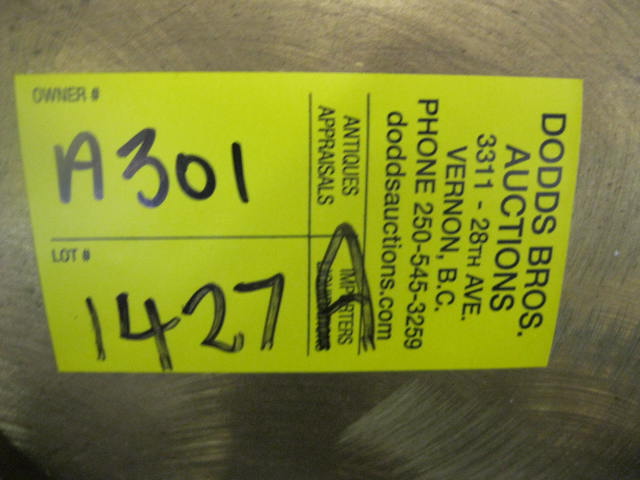 DODDS BROS.
AUCTIONS
3311 - 28TH AVE.
VERNON, B.C.
PHONE 250-545-3259
doddsauctions.com
ANTIQUES IMPORTERS
APPRAISALS
OWNER #
A301
LOT #
1427